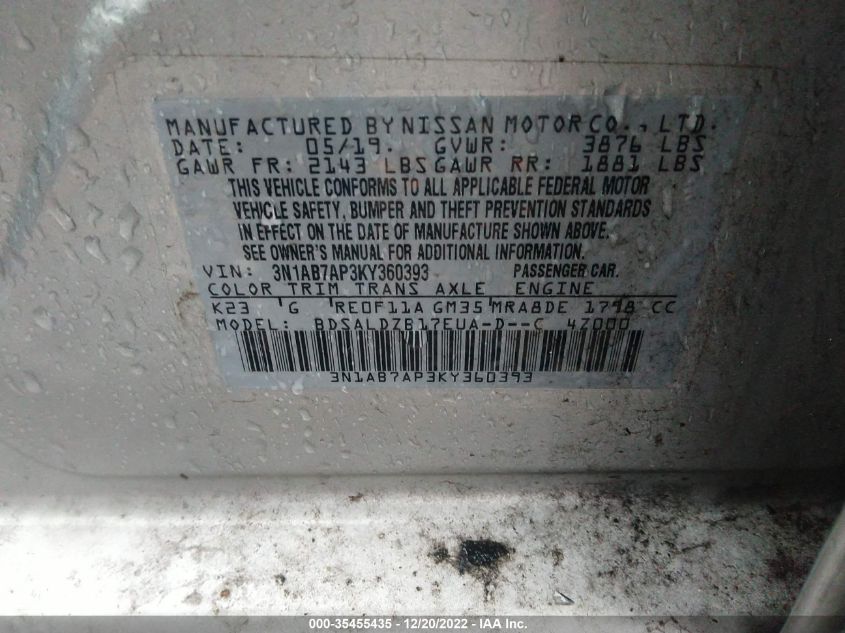 MANUFACTURED BY NISSAN MOTOR CO., LTD.
DATE: 05/19. GVWR: 3876 LBS
GAWR FR: 2143 LBS GAWR RR: 1881 LBS
THIS VEHICLE CONFORMS TO ALL APPLICABLE FEDERAL MOTOR
VEHICLE SAFETY, BUMPER AND THEFT PREVENTION STANDARDS
IN EFFECT ON THE DATE OF MANUFACTURE SHOWN ABOVE.
SEE OWNER'S MANUAL FOR ADDITIONAL INFORMATION.
VIN: 3N1AB7AP3KY360393 PASSENGER CAR.
COLOR TRIM TRANS AXLE ENGINE
K23 G RE0F11A GM35 MRA8DE 1798 CC
MODEL: BDSALDZB17EUA-D--C 4Z000
3N1AB7AP3KY360393
000-35455435 - 12/20/2022 - IAA Inc.